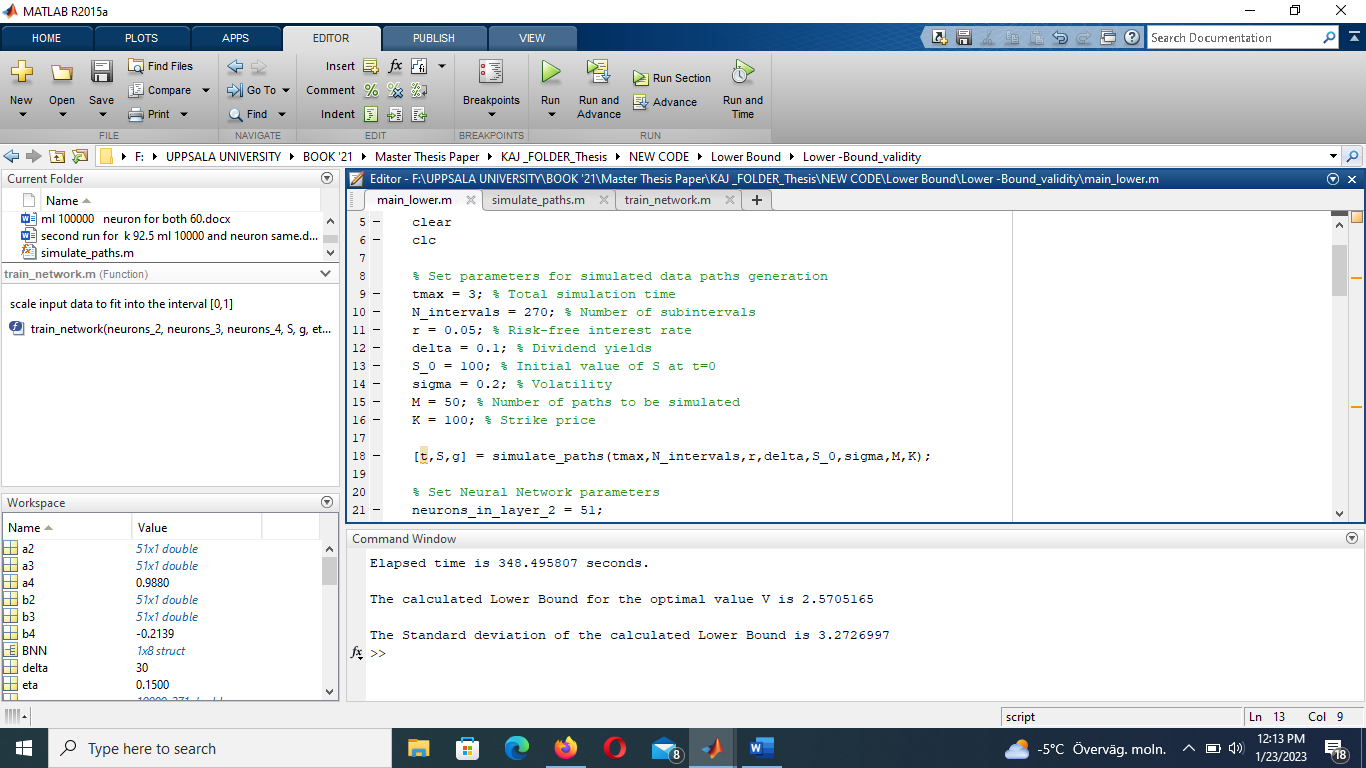 MATLAB R2015a
HOME PLOTS APPS EDITOR PUBLISH VIEW
Search Documentation
New Open Save
Find Files
Compare
Print
Go To
Find
Insert
Comment
Indent
Breakpoints
Run
Run and Advance
Run Section
Advance
Run and Time
FILE NAVIGATE EDIT BREAKPOINTS RUN
F: UPPSALA UNIVERSITY BOOK '21 Master Thesis Paper KAJ _FOLDER_Thesis NEW CODE Lower Bound Lower -Bound_validity
Current Folder
Name
ml 100000 neuron for both 60.docx
second run for k 92.5 ml 10000 and neuron same.d...
simulate_paths.m
train_network.m (Function)
scale input data to fit into the interval [0,1]
train_network(neurons_2, neurons_3, neurons_4, S, g, et...
Workspace
Name Value
a2 51x1 double
a3 51x1 double
a4 0.9880
b2 51x1 double
b3 51x1 double
b4 -0.2139
BNN 1x8 struct
delta 30
eta 0.1500
Editor - F:\UPPSALA UNIVERSITY\BOOK '21\Master Thesis Paper\KAJ _FOLDER_Thesis\NEW CODE\Lower Bound\Lower -Bound_validity\main_lower.m
main_lower.m simulate_paths.m train_network.m
5 clear
6 clc
7
8 % Set parameters for simulated data paths generation
9 tmax = 3; % Total simulation time
10 N_intervals = 270; % Number of subintervals
11 r = 0.05; % Risk-free interest rate
12 delta = 0.1; % Dividend yields
13 S_0 = 100; % Initial value of S at t=0
14 sigma = 0.2; % Volatility
15 M = 50; % Number of paths to be simulated
16 K = 100; % Strike price
17
18 [t,S,g] = simulate_paths(tmax,N_intervals,r,delta,S_0,sigma,M,K);
19
20 % Set Neural Network parameters
21 neurons_in_layer_2 = 51;
Command Window
Elapsed time is 348.495807 seconds.
The calculated Lower Bound for the optimal value V is 2.5705165
The Standard deviation of the calculated Lower Bound is 3.2726997
fx >>
script Ln 13 Col 9
Type here to search
8
-5°C Överväg. moln.
12:13 PM
1/23/2023
18